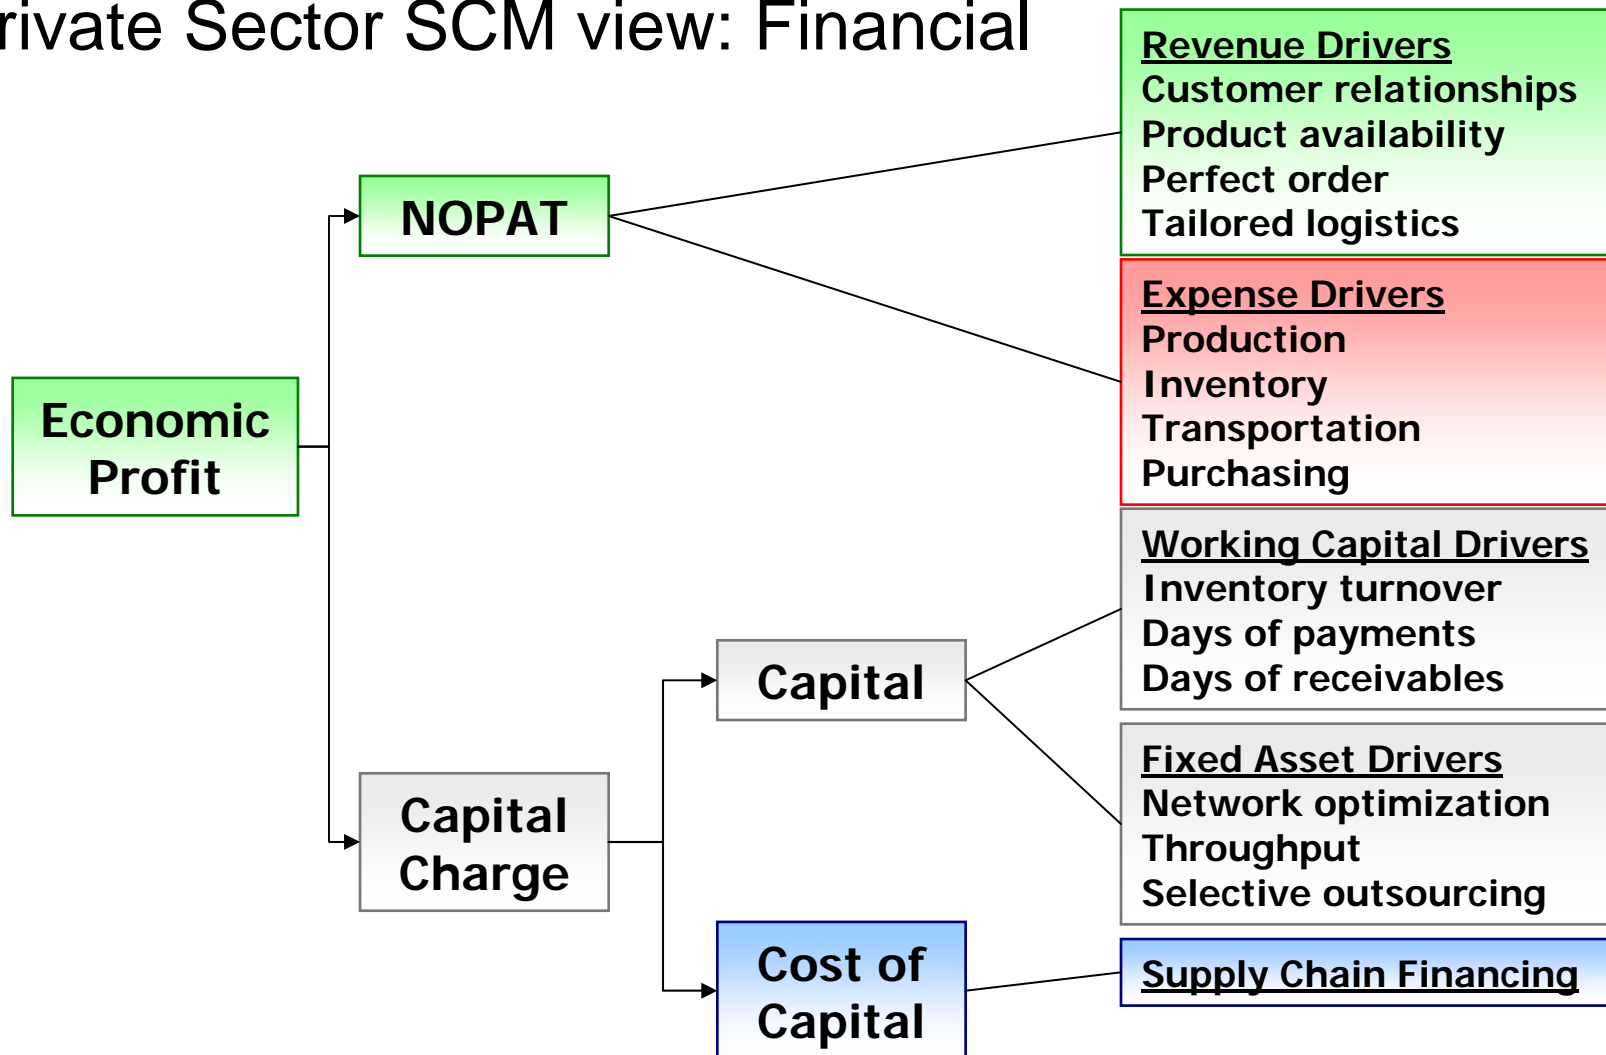 rivate Sector SCM view: Financial
Revenue Drivers
Customer relationships
Product availability
Perfect order
Tailored logistics
NOPAT
Expense Drivers
Production
Inventory
Transportation
Purchasing
Economic
Profit
Working Capital Drivers
Inventory turnover
Days of payments
Days of receivables
Capital
Fixed Asset Drivers
Network optimization
Throughput
Selective outsourcing
Capital
Charge
Cost of
Capital
Supply Chain Financing